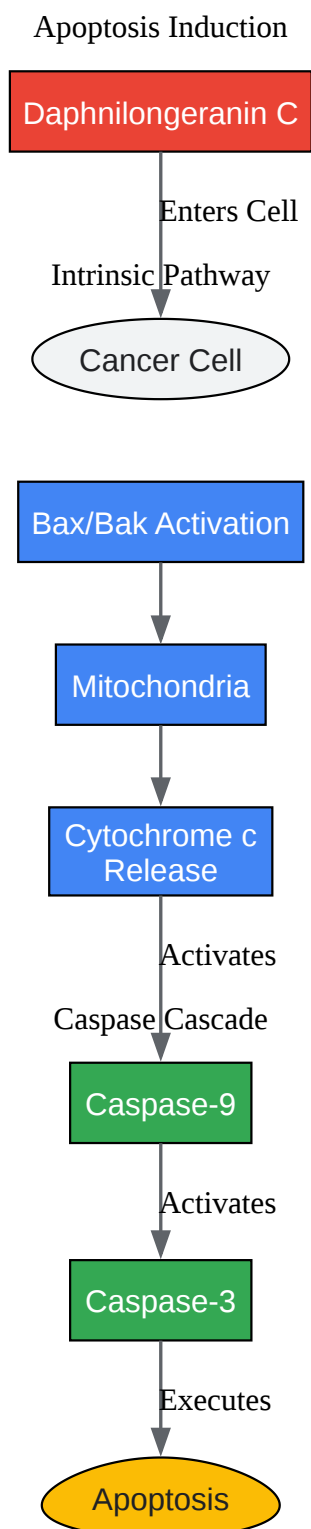 Apoptosis Induction
Daphnilongeranin C
Enters Cell
Intrinsic Pathway
Cancer Cell
Bax/Bak Activation
Mitochondria
Cytochrome c
Release
Activates
Caspase Cascade
Caspase-9
Activates
Caspase-3
Executes
Apoptosis